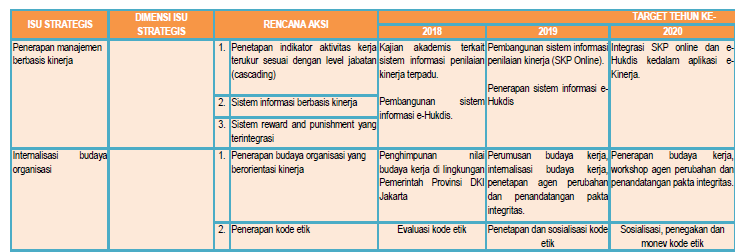 ISU STRATEGIS
DIMENSI ISU
STRATEGIS
RENCANA AKSI
TARGET TEHUN KE-
2018
2019
2020
Penerapan manajemen
berbasis kinerja
1. Penetapan indikator aktivitas kerja
terukur sesuai dengan level jabatan
(cascading)
2. Sistem informasi berbasis kinerja
3. Sistem reward and punishment yang
terintegrasi
Kajian akademis terkait
sistem informasi penilaian
kinerja terpadu.
Pembangunan sistem
informasi e-Hukdis.
Pembangunan sistem informasi
penilaian kinerja (SKP Online).
Penerapan sistem informasi e-
Hukdis
Integrasi SKP online dan e-
Hukdis kedalam aplikasi e-
Kinerja.
Internalisasi budaya
organisasi
1. Penerapan budaya organisasi yang
berorientasi kinerja
Penghimpunan nilai
budaya kerja di lingkungan
Pemerintah Provinsi DKI
Jakarta
Perumusan budaya kerja,
internalisasi budaya kerja,
penetapan agen perubahan
dan penandatangan pakta
integritas.
Penerapan budaya kerja,
workshop agen perubahan dan
penandatangan pakta integritas.
2. Penerapan kode etik
Evaluasi kode etik
Penetapan dan sosialisasi kode
etik
Sosialisasi, penegakan dan
monev kode etik